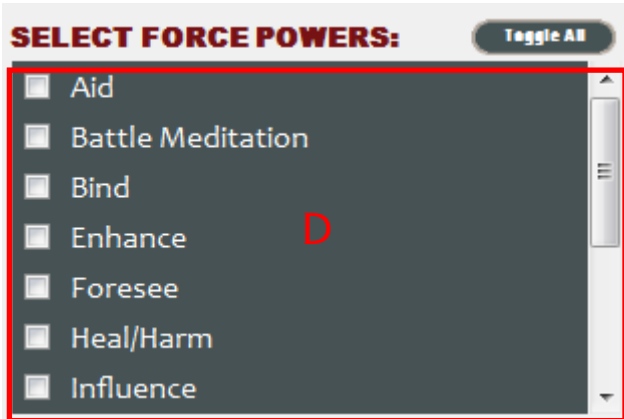 SELECT FORCE POWERS: Toggle All
Aid
Battle Meditation
Bind
Enhance
D
Foresee
Heal/Harm
Influence